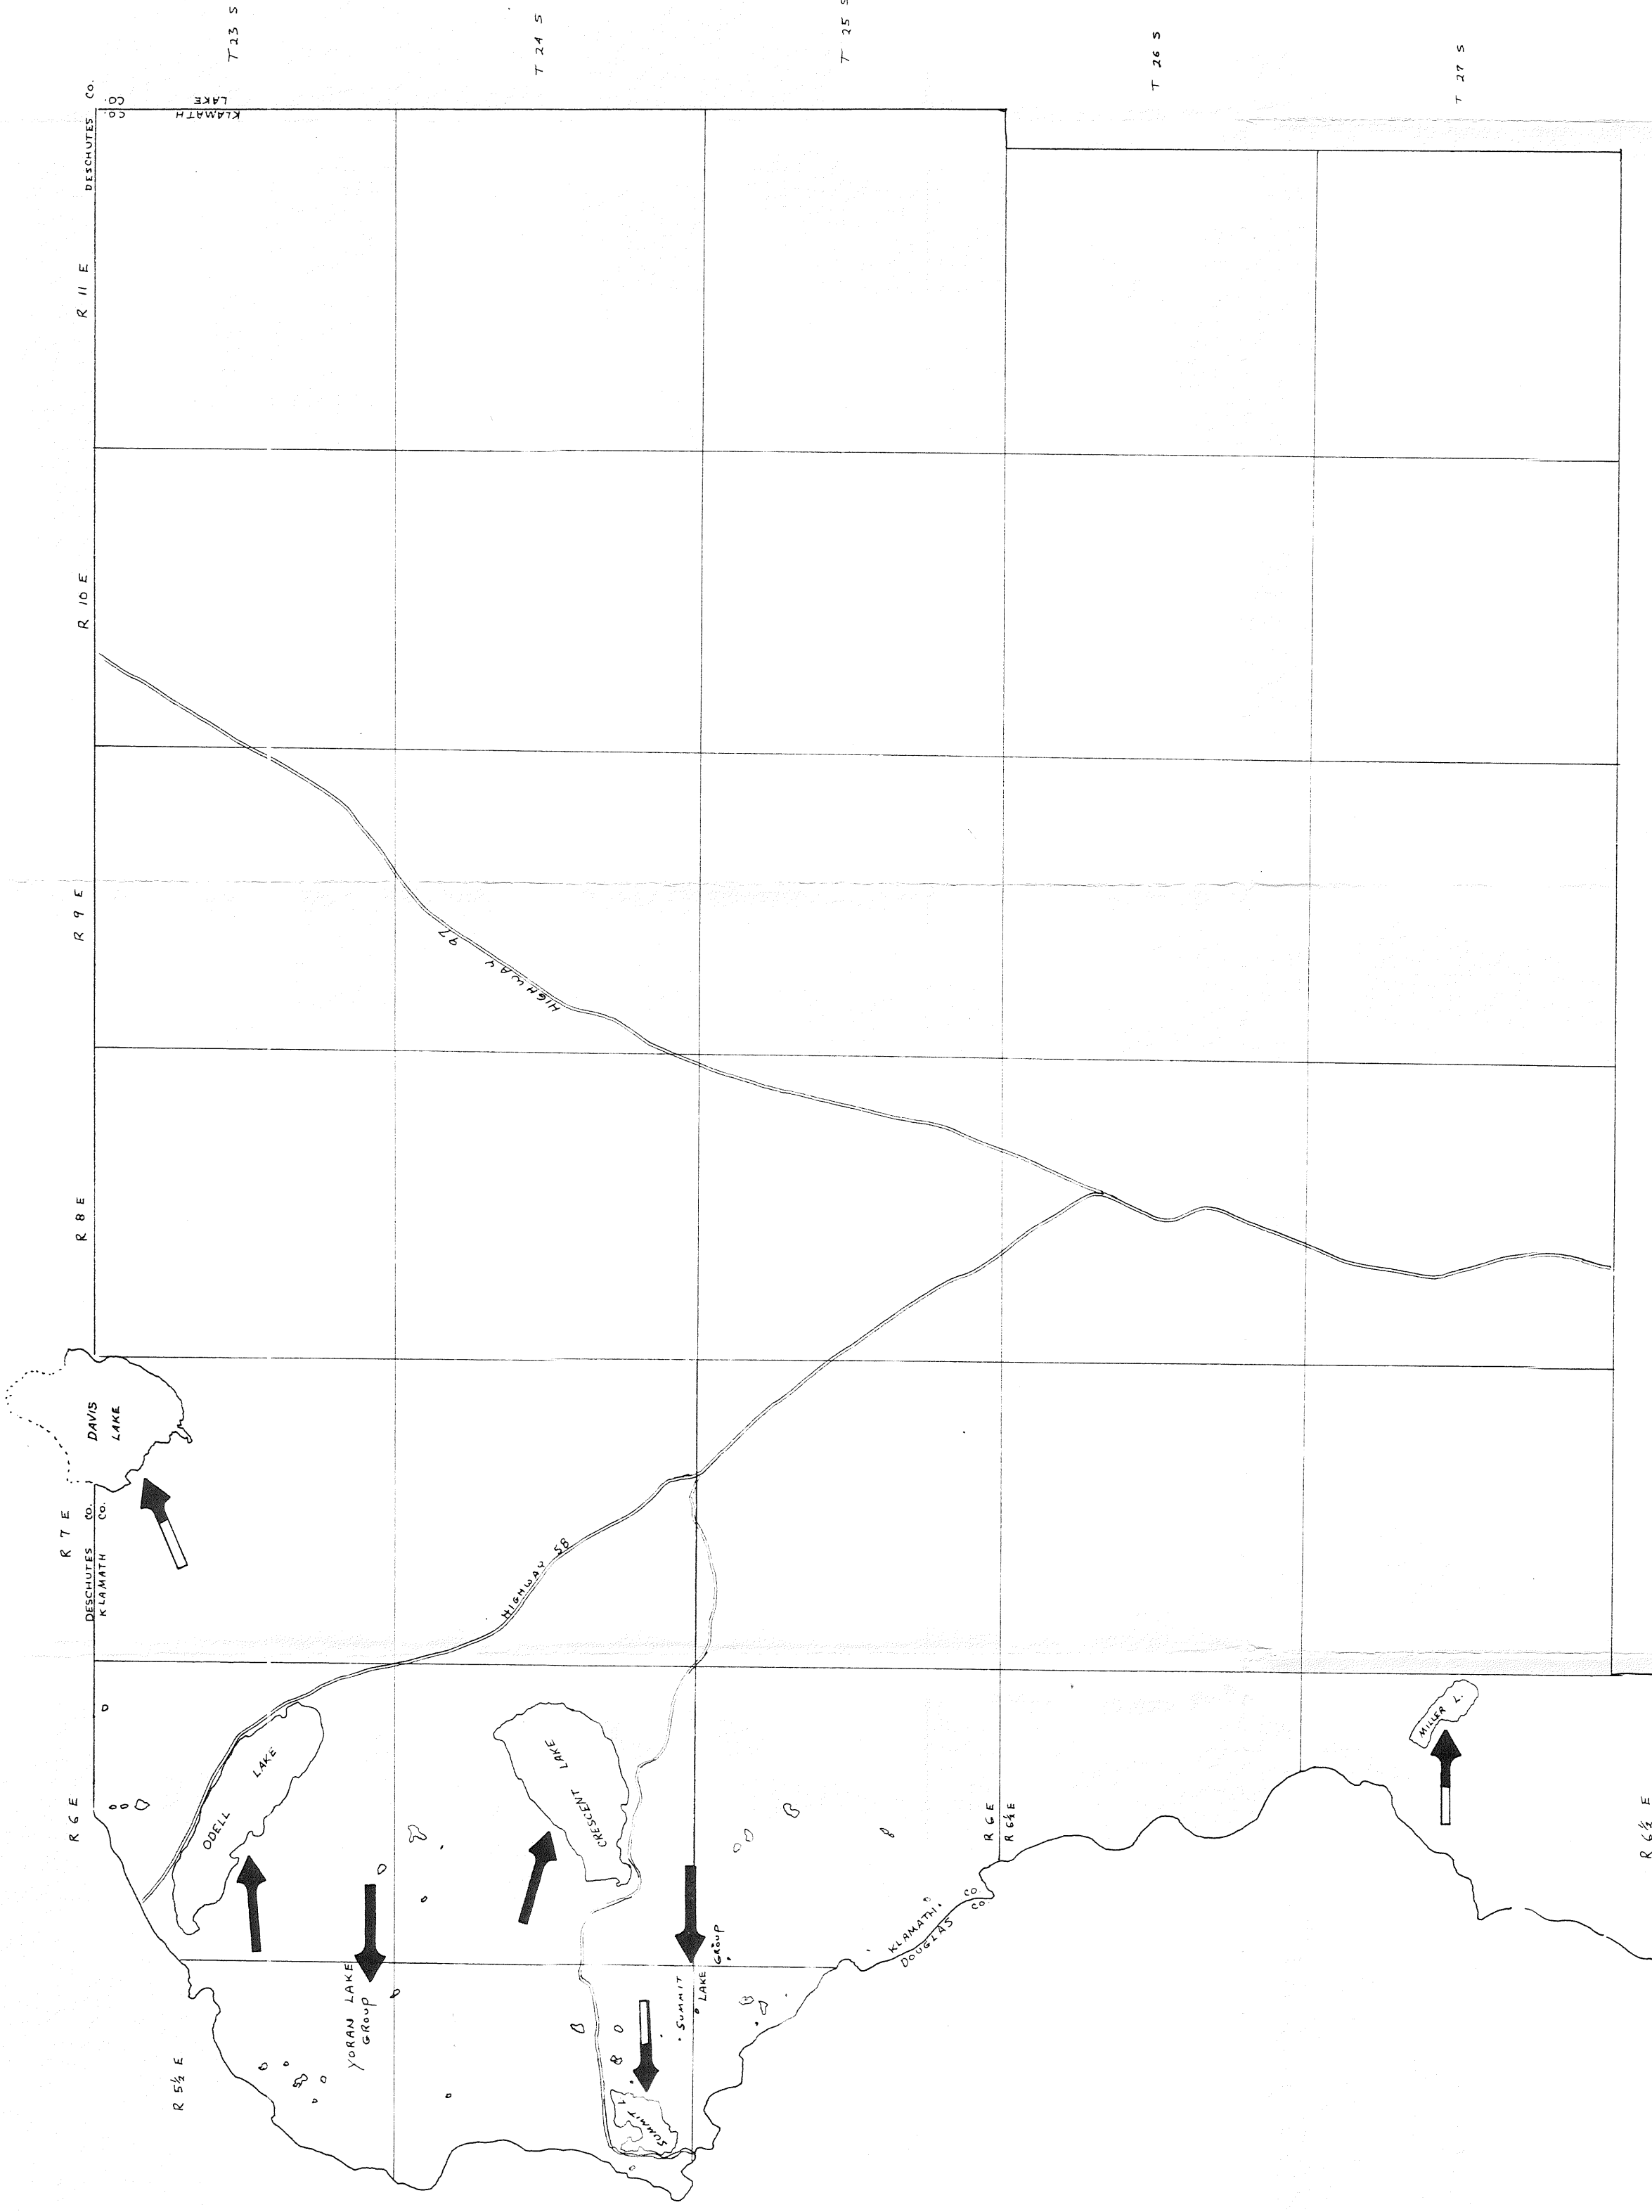 T 23 S
T 24 S
T 25 S
T 26 S
T 27 S
DESCHUTES CO.
LAKE CO.
KLAMATH CO.
R 11 E
R 10 E
R 9 E
R 8 E
R 7 E
R 6 E
R 5½ E
HIGHWAY 97
DAVIS
LAKE
DESCHUTES CO.
KLAMATH CO.
HIGHWAY 58
ODELL LAKE
CRESCENT LAKE
MILLER L.
R 6 E
R 6½ E
R 6½ E
KLAMATH CO
DOUGLAS CO
YORAN LAKE
GROUP
SUMMIT
LAKE GROUP
SUMMIT L.